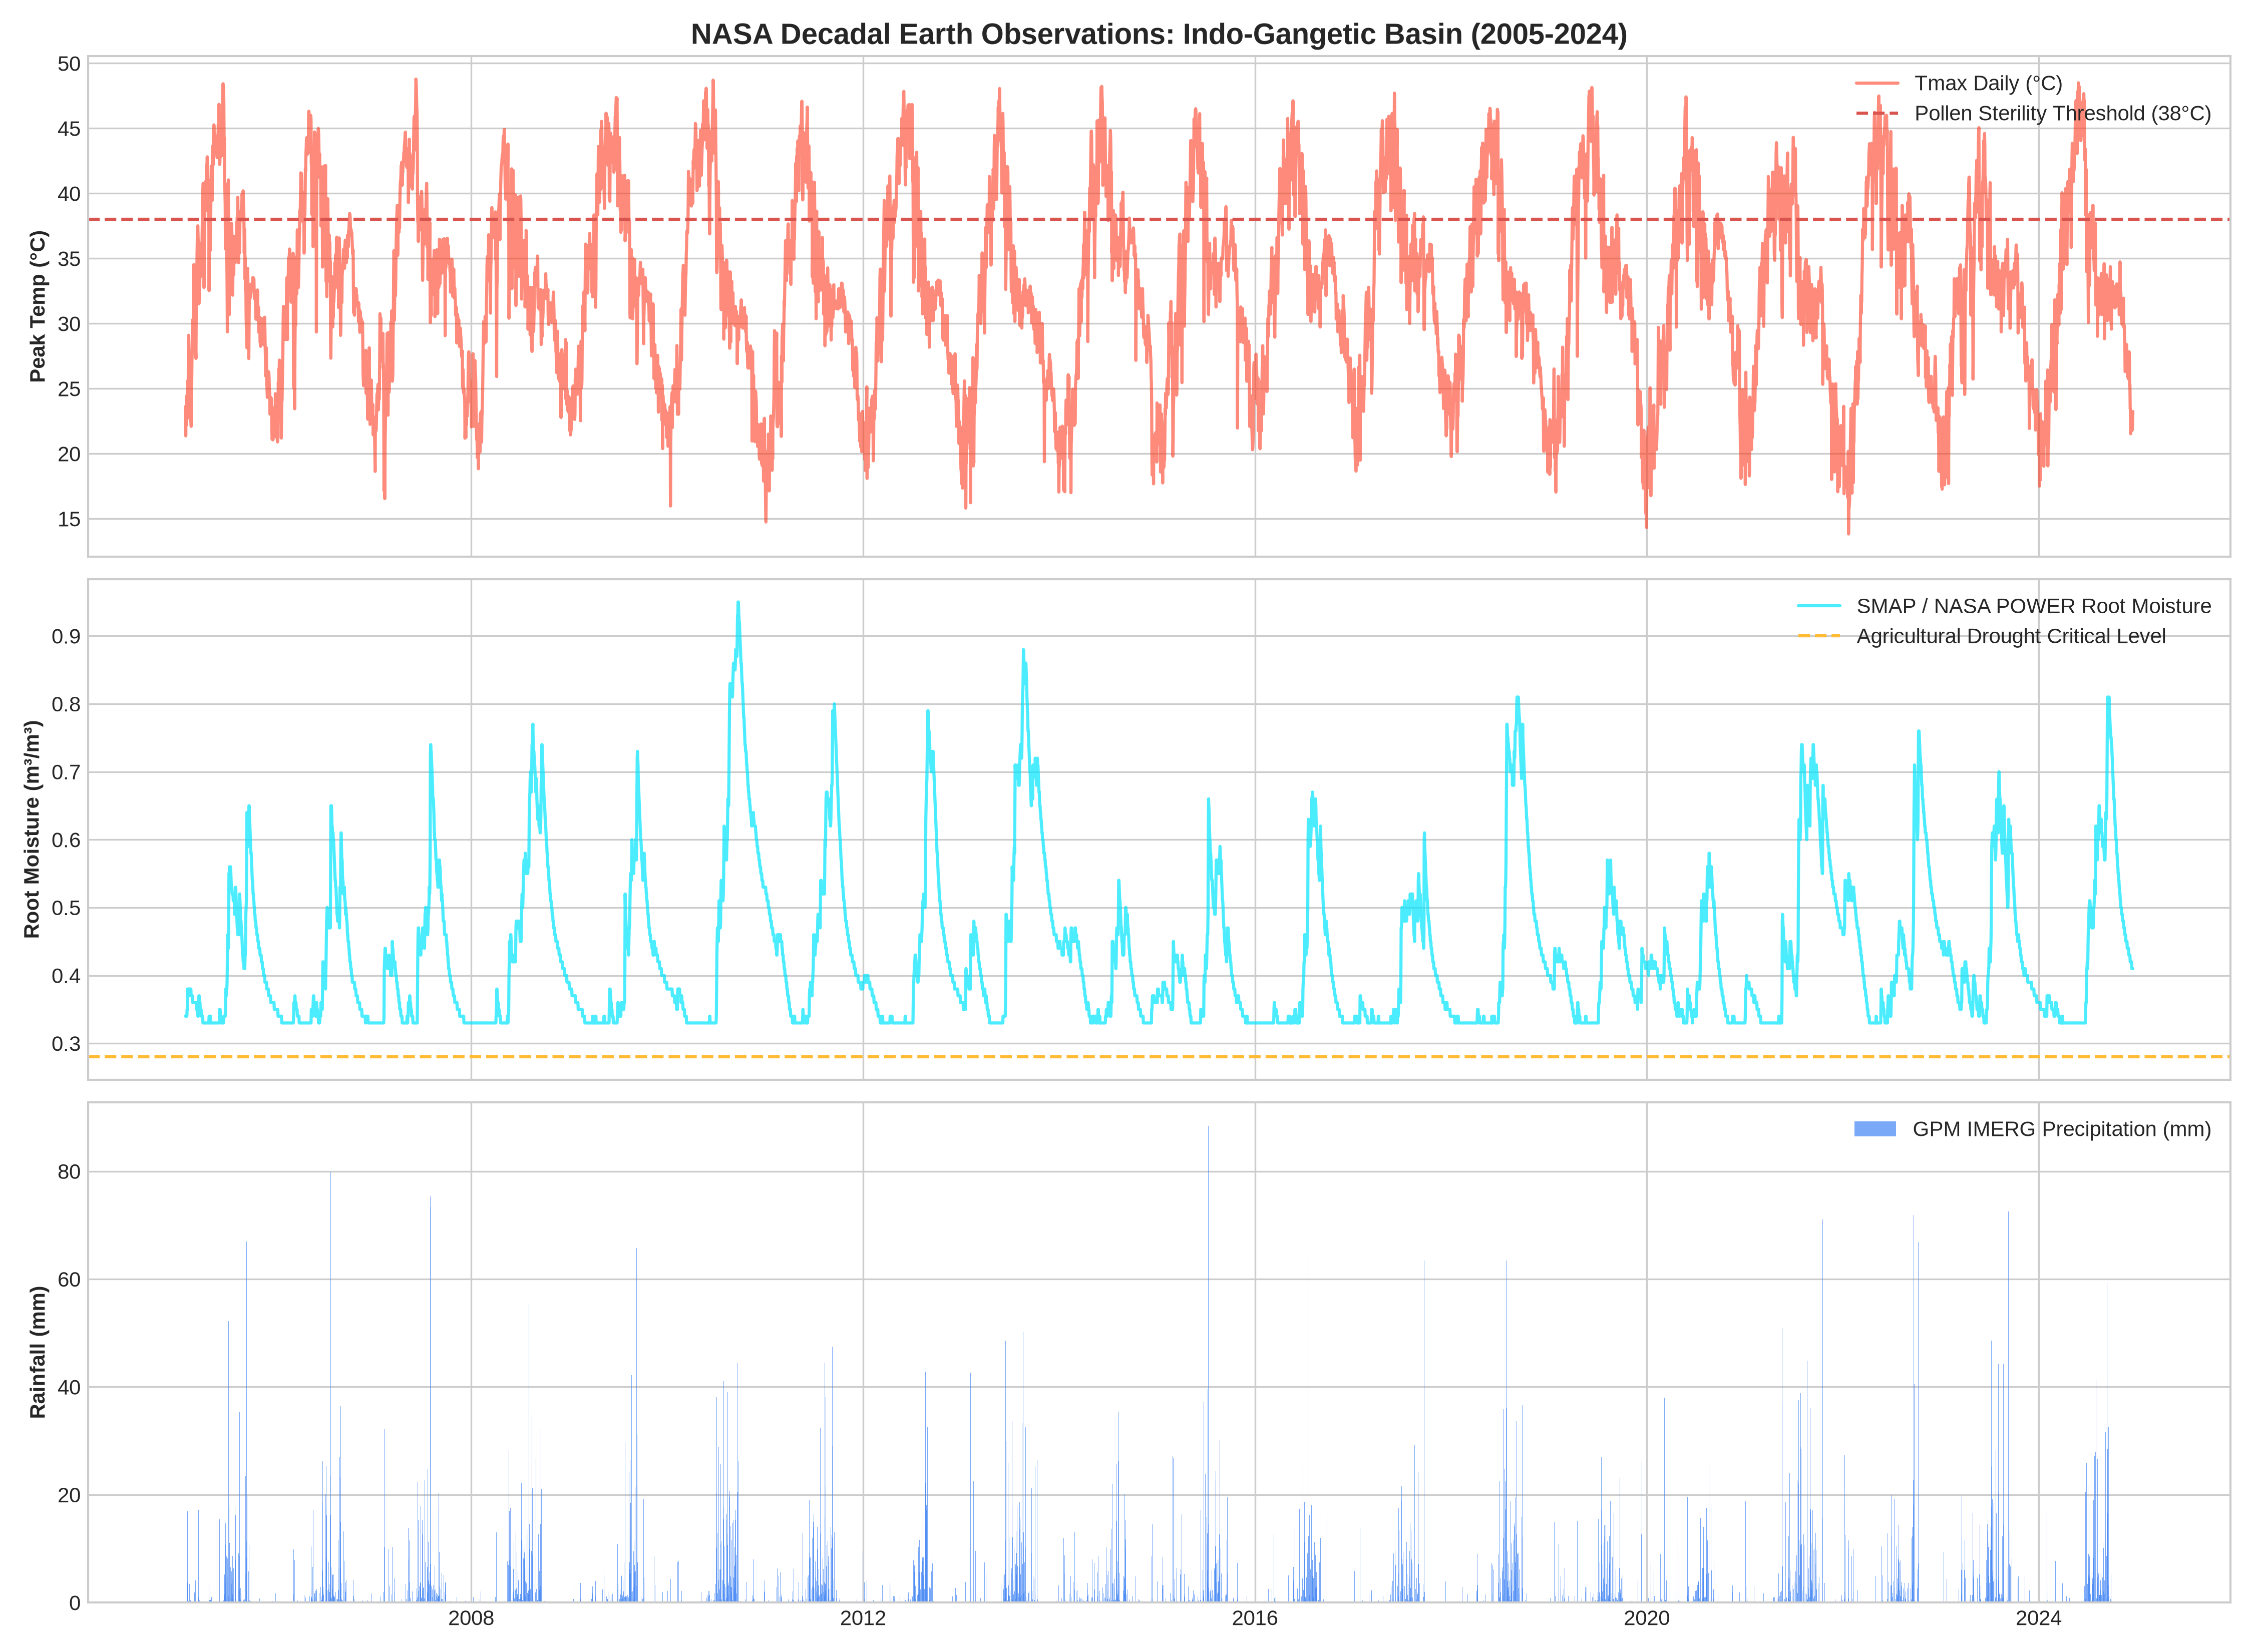 NASA Decadal Earth Observations: Indo-Gangetic Basin (2005-2024)
50
45
40
35
30
25
20
15
Peak Temp (°C)
Tmax Daily (°C)
Pollen Sterility Threshold (38°C)
0.9
0.8
0.7
0.6
0.5
0.4
0.3
Root Moisture (m³/m³)
SMAP / NASA POWER Root Moisture
Agricultural Drought Critical Level
80
60
40
20
0
Rainfall (mm)
GPM IMERG Precipitation (mm)
2008 2012 2016 2020 2024